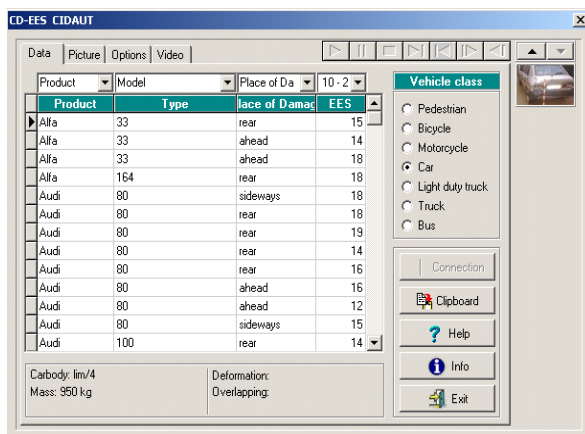 CD-EES CIDAUT
Data Picture Options Video
Product Model Place of Da 10 - 2
Product Type lace of Damag EES
Alfa 33 rear 15
Alfa 33 ahead 14
Alfa 33 ahead 18
Alfa 164 rear 18
Audi 80 sideways 18
Audi 80 rear 18
Audi 80 rear 19
Audi 80 rear 14
Audi 80 rear 16
Audi 80 ahead 16
Audi 80 ahead 12
Audi 80 sideways 15
Audi 100 rear 14
Carbody: lim/4
Mass: 950 kg
Deformation:
Overlapping:
Vehicle class
Pedestrian
Bicycle
Motorcycle
Car
Light duty truck
Truck
Bus
Connection
Clipboard
? Help
Info
Exit